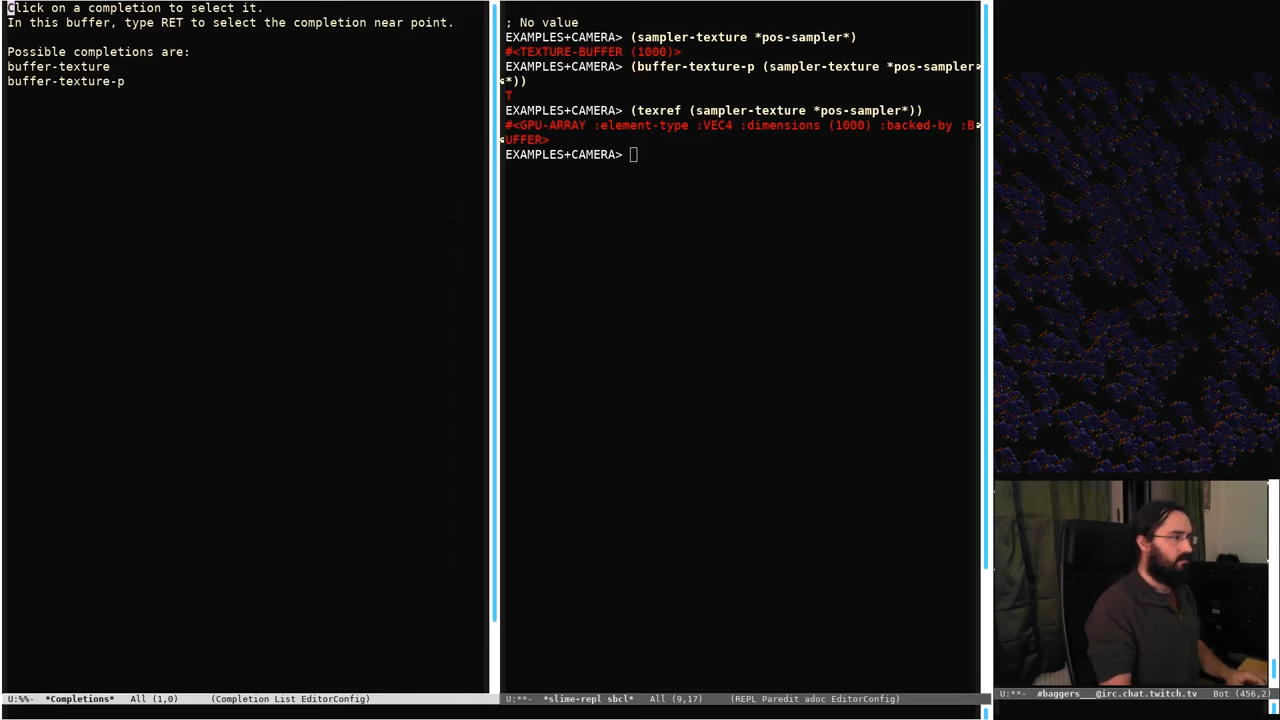 Click on a completion to select it.
In this buffer, type RET to select the completion near point.
Possible completions are:
buffer-texture
buffer-texture-p
U:%%-  *Completions*   All (1,0)      (Completion List EditorConfig)
; No value
EXAMPLES+CAMERA> (sampler-texture *pos-sampler*)
#<TEXTURE-BUFFER (1000)>
EXAMPLES+CAMERA> (buffer-texture-p (sampler-texture *pos-sampler
*))
T
EXAMPLES+CAMERA> (texref (sampler-texture *pos-sampler*))
#<GPU-ARRAY :element-type :VEC4 :dimensions (1000) :backed-by :B
UFFER>
EXAMPLES+CAMERA>
U:**-  *slime-repl sbcl*   All (9,17)     (REPL Paredit adoc EditorConfig)
U:**-  #baggers___@irc.chat.twitch.tv   Bot (456,2)